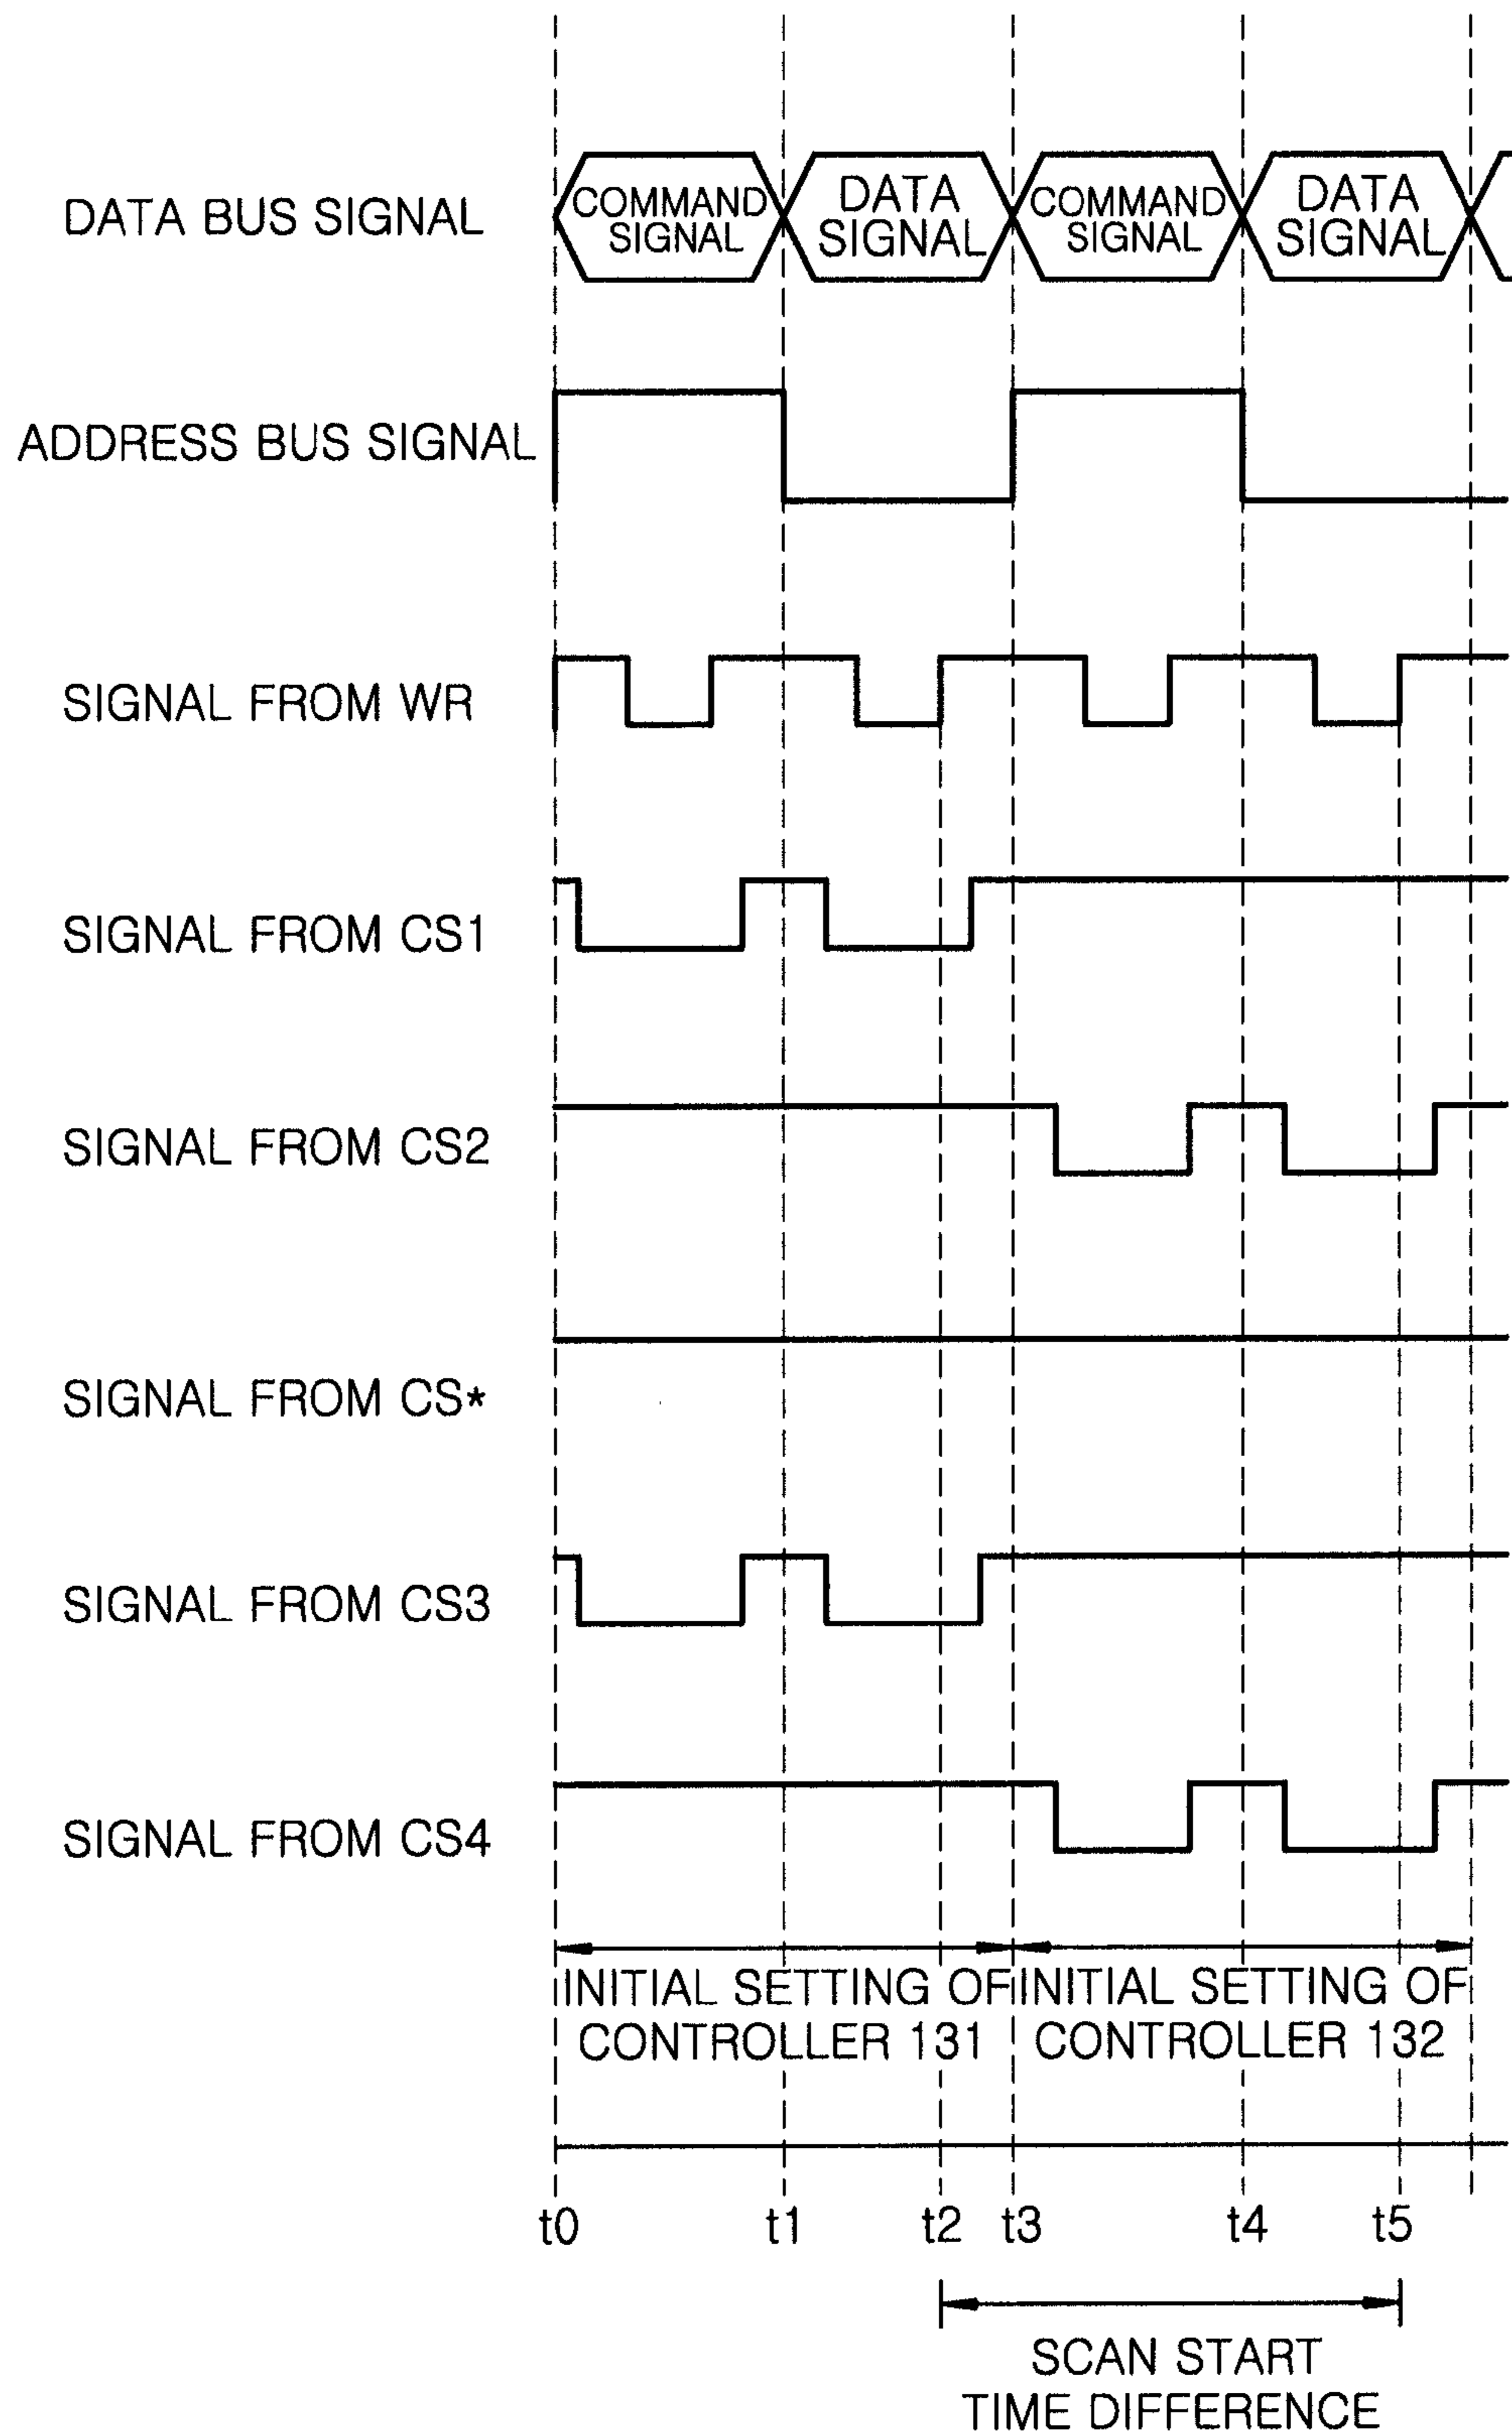 DATA BUS SIGNAL
COMMAND
SIGNAL
DATA
SIGNAL
COMMAND
SIGNAL
DATA
SIGNAL
ADDRESS BUS SIGNAL
SIGNAL FROM WR
SIGNAL FROM CS1
SIGNAL FROM CS2
SIGNAL FROM CS*
SIGNAL FROM CS3
SIGNAL FROM CS4
INITIAL SETTING OF
CONTROLLER 131
INITIAL SETTING OF
CONTROLLER 132
t0 t1 t2 t3 t4 t5
SCAN START
TIME DIFFERENCE